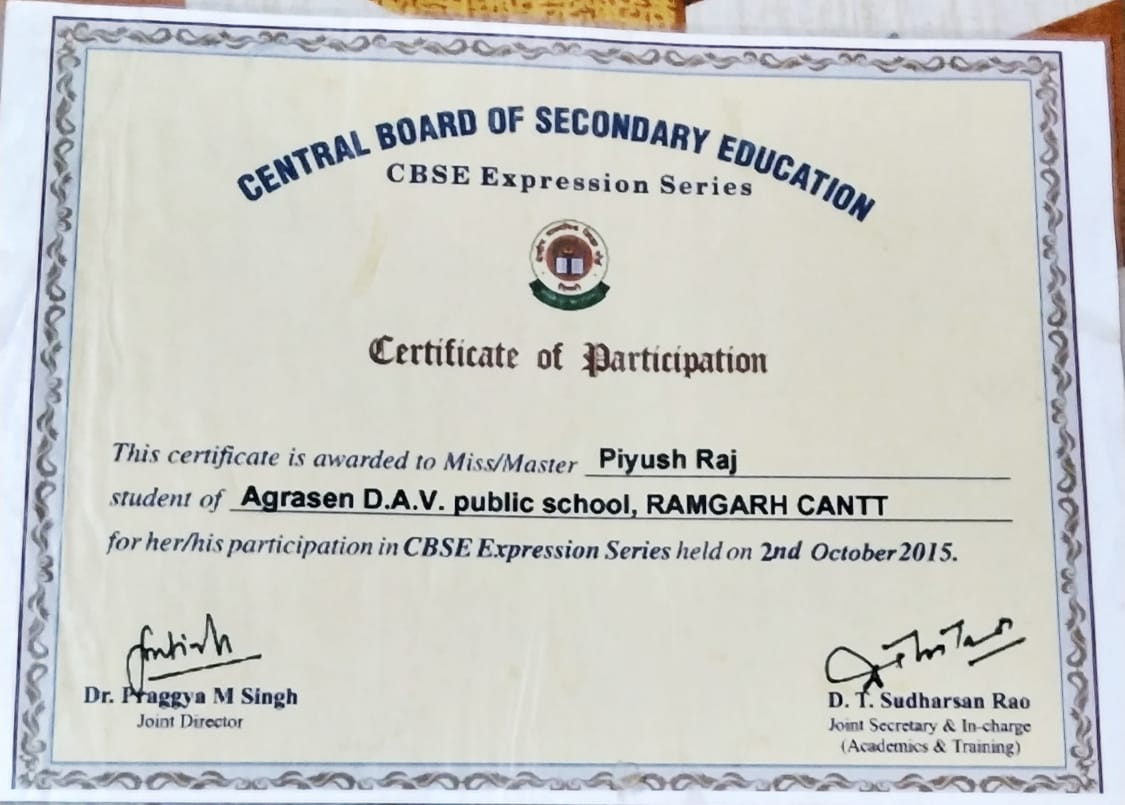 CENTRAL BOARD OF SECONDARY EDUCATION
CBSE Expression Series
Certificate of Participation
This certificate is awarded to Miss/Master Piyush Raj
student of Agrasen D.A.V. public school, RAMGARH CANTT
for her/his participation in CBSE Expression Series held on 2nd October 2015.
Dr. Praggya M Singh
Joint Director
D. T. Sudharsan Rao
Joint Secretary & In-charge
(Academics & Training)